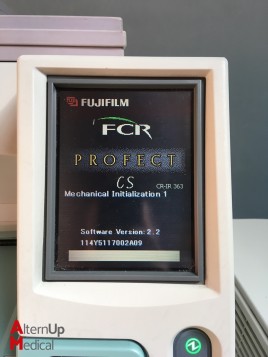 FUJIFILM
FCR
PROFECT
CS
CR-IR 363
Mechanical Initialization 1
Software Version: 2.2
114Y5117002A09
AlternUp
Medical